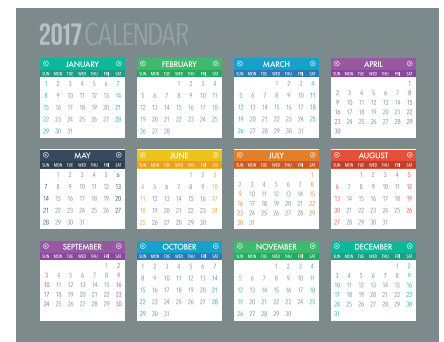 2017 CALENDAR
JANUARY
SUN MON TUE WED THU FRI SAT
1 2 3 4 5 6 7
8 9 10 11 12 13 14
15 16 17 18 19 20 21
22 23 24 25 26 27 28
29 30 31
FEBRUARY
SUN MON TUE WED THU FRI SAT
1 2 3 4
5 6 7 8 9 10 11
12 13 14 15 16 17 18
19 20 21 22 23 24 25
26 27 28
MARCH
SUN MON TUE WED THU FRI SAT
1 2 3 4
5 6 7 8 9 10 11
12 13 14 15 16 17 18
19 20 21 22 23 24 25
26 27 28 29 30 31
APRIL
SUN MON TUE WED THU FRI SAT
1
2 3 4 5 6 7 8
9 10 11 12 13 14 15
16 17 18 19 20 21 22
23 24 25 26 27 28 29
30
MAY
SUN MON TUE WED THU FRI SAT
1 2 3 4 5 6
7 8 9 10 11 12 13
14 15 16 17 18 19 20
21 22 23 24 25 26 27
28 29 30 31
JUNE
SUN MON TUE WED THU FRI SAT
1 2 3
4 5 6 7 8 9 10
11 12 13 14 15 16 17
18 19 20 21 22 23 24
25 26 27 28 29 30
JULY
SUN MON TUE WED THU FRI SAT
1
2 3 4 5 6 7 8
9 10 11 12 13 14 15
16 17 18 19 20 21 22
23 24 25 26 27 28 29
30 31
AUGUST
SUN MON TUE WED THU FRI SAT
1 2 3 4 5
6 7 8 9 10 11 12
13 14 15 16 17 18 19
20 21 22 23 24 25 26
27 28 29 30 31
SEPTEMBER
SUN MON TUE WED THU FRI SAT
1 2
3 4 5 6 7 8 9
10 11 12 13 14 15 16
17 18 19 20 21 22 23
24 25 26 27 28 29 30
OCTOBER
SUN MON TUE WED THU FRI SAT
1 2 3 4 5 6 7
8 9 10 11 12 13 14
15 16 17 18 19 20 21
22 23 24 25 26 27 28
29 30 31
NOVEMBER
SUN MON TUE WED THU FRI SAT
1 2 3 4
5 6 7 8 9 10 11
12 13 14 15 16 17 18
19 20 21 22 23 24 25
26 27 28 29 30
DECEMBER
SUN MON TUE WED THU FRI SAT
1 2
3 4 5 6 7 8 9
10 11 12 13 14 15 16
17 18 19 20 21 22 23
24 25 26 27 28 29 30
31